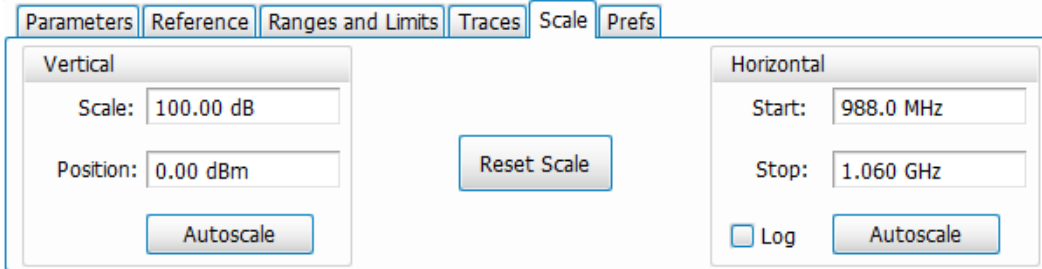 Parameters Reference Ranges and Limits Traces Scale Prefs
Vertical
Scale: 100.00 dB
Position: 0.00 dBm
Autoscale
Reset Scale
Horizontal
Start: 988.0 MHz
Stop: 1.060 GHz
Log Autoscale